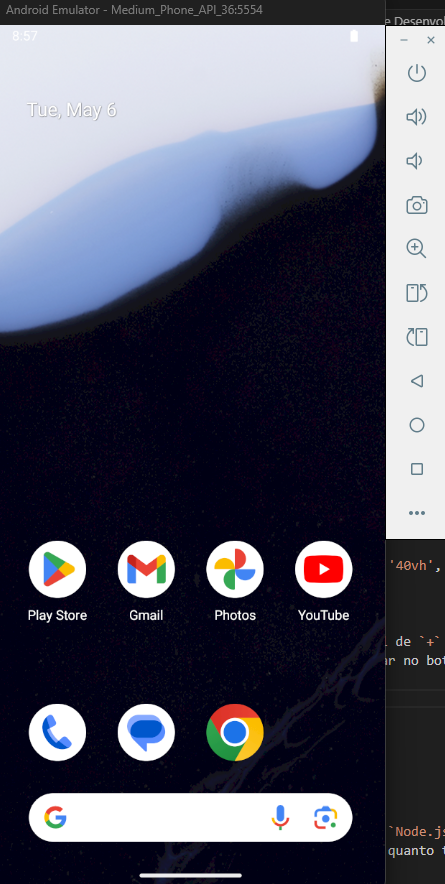 Android Emulator - Medium_Phone_API_36:5554
e Desenvol
8:57
Tue, May 6
Play Store
Gmail
Photos
YouTube
'40vh',
de `+`
no bot
`Node.js
quanto t
G